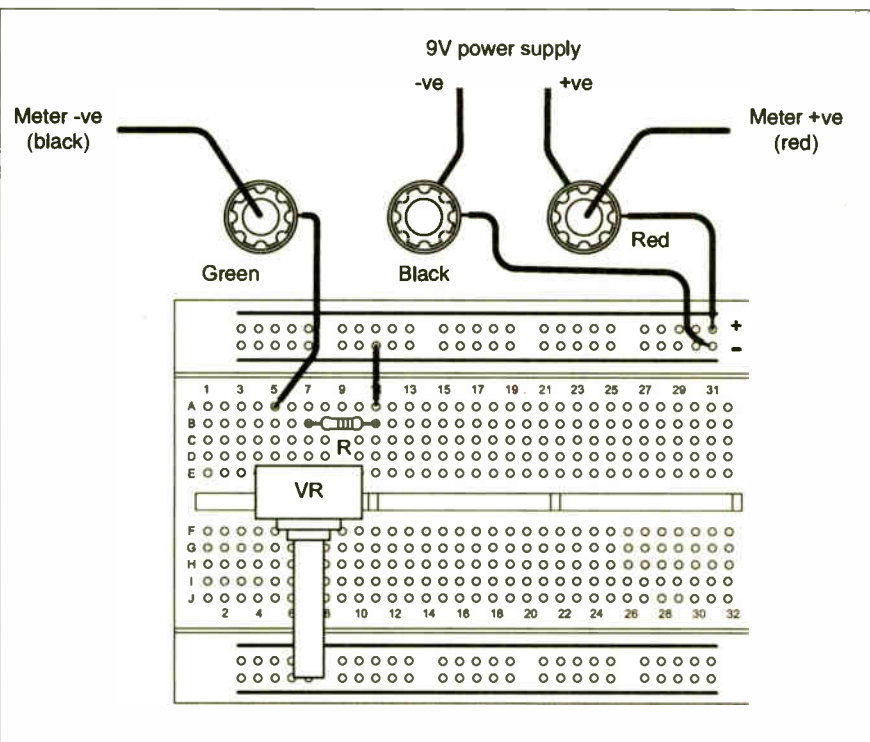 9V power supply
-ve
+ve
Meter -ve
(black)
Meter +ve
(red)
Green
Black
Red
+
-
1 3 5 7 9 13 15 17 19 21 23 25 27 29 31
A
B
C
D
E
R
VR
F
G
H
I
J
2 4 6 8 10 12 14 16 18 20 22 24 26 28 30 32